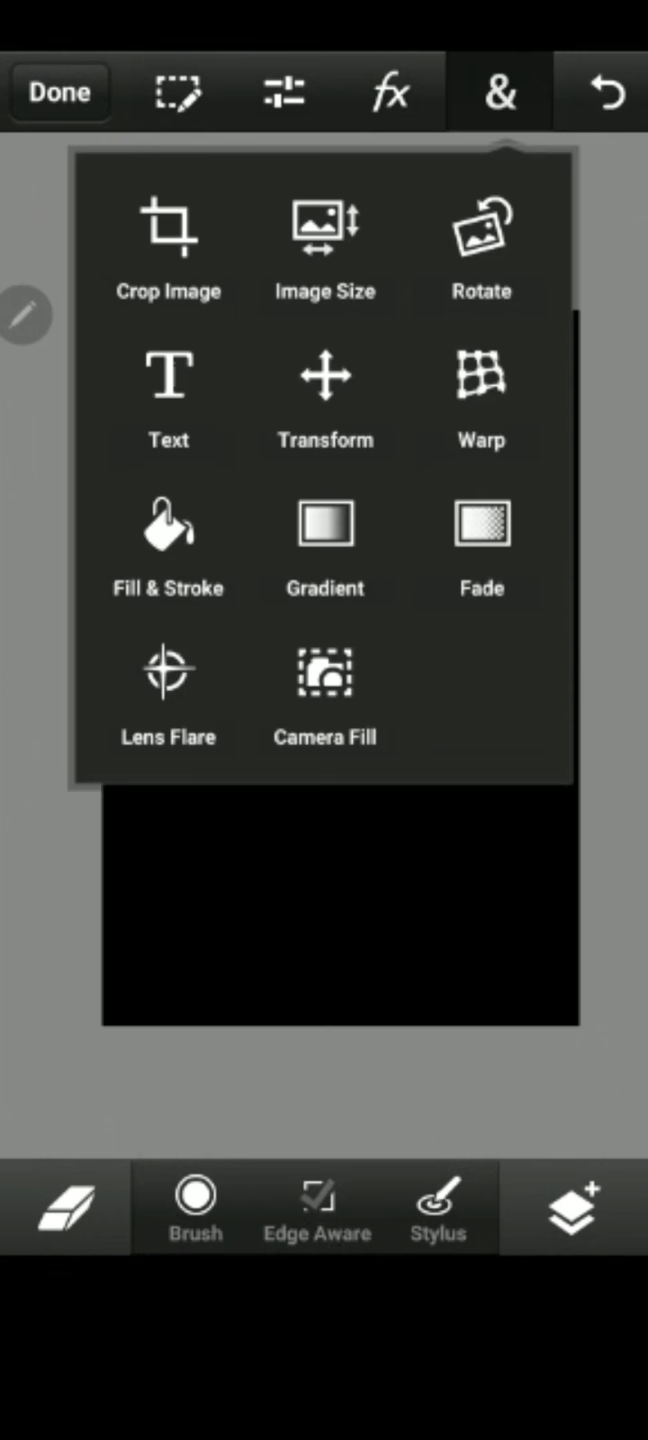 Done fx &
Crop Image Image Size Rotate
Text Transform Warp
Fill & Stroke Gradient Fade
Lens Flare Camera Fill
Brush Edge Aware Stylus